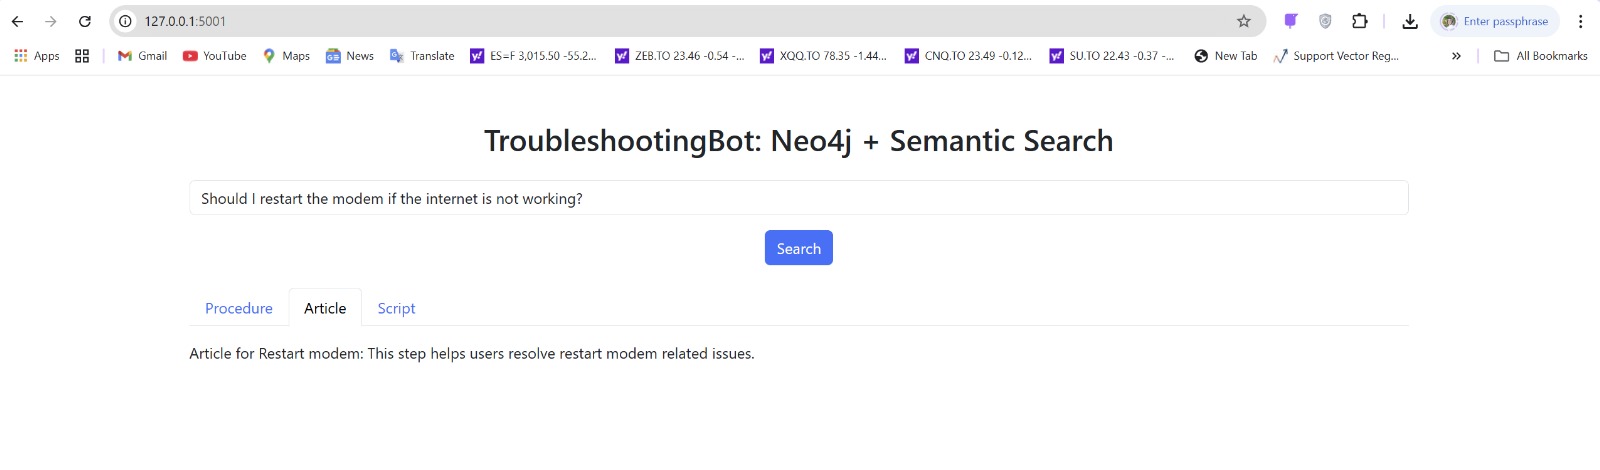 127.0.0.1:5001
Enter passphrase
Apps
Gmail
YouTube
Maps
News
Translate
ES=F 3,015.50 -55.2...
ZEB.TO 23.46 -0.54 -...
XQQ.TO 78.35 -1.44...
CNQ.TO 23.49 -0.12...
SU.TO 22.43 -0.37 -...
New Tab
Support Vector Reg...
All Bookmarks
TroubleshootingBot: Neo4j + Semantic Search
Should I restart the modem if the internet is not working?
Search
Procedure
Article
Script
Article for Restart modem: This step helps users resolve restart modem related issues.